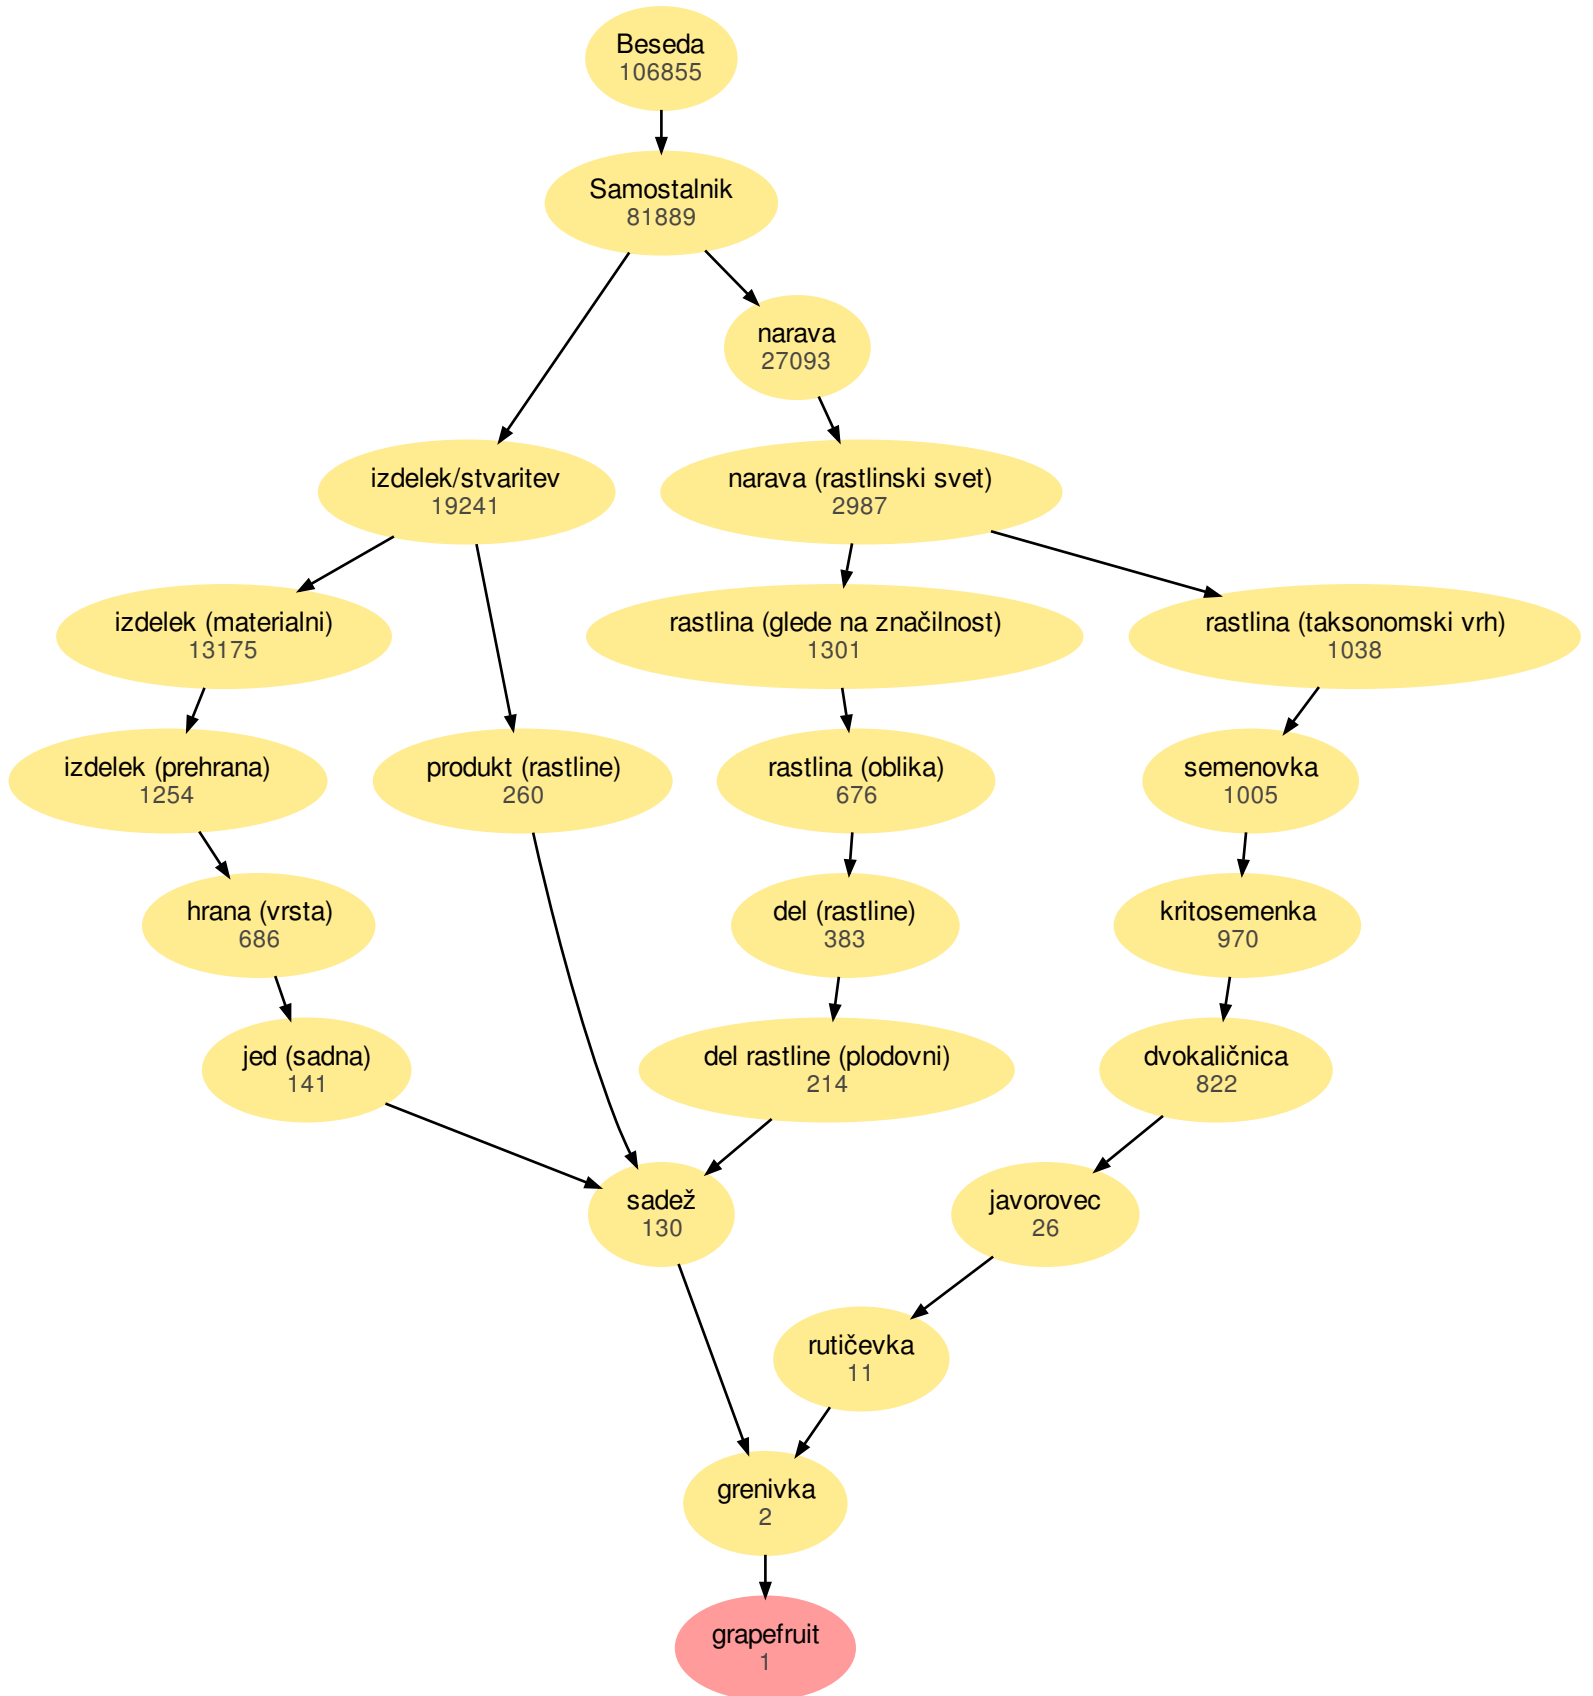 Beseda
106855
Samostalnik
81889
narava
27093
izdelek/stvaritev
19241
narava (rastlinski svet)
2987
izdelek (materialni)
13175
rastlina (glede na značilnost)
1301
rastlina (taksonomski vrh)
1038
izdelek (prehrana)
1254
produkt (rastline)
260
rastlina (oblika)
676
semenovka
1005
hrana (vrsta)
686
del (rastline)
383
kritosemenka
970
jed (sadna)
141
del rastline (plodovni)
214
dvokaličnica
822
sadež
130
javorovec
26
rutičevka
11
grenivka
2
grapefruit
1